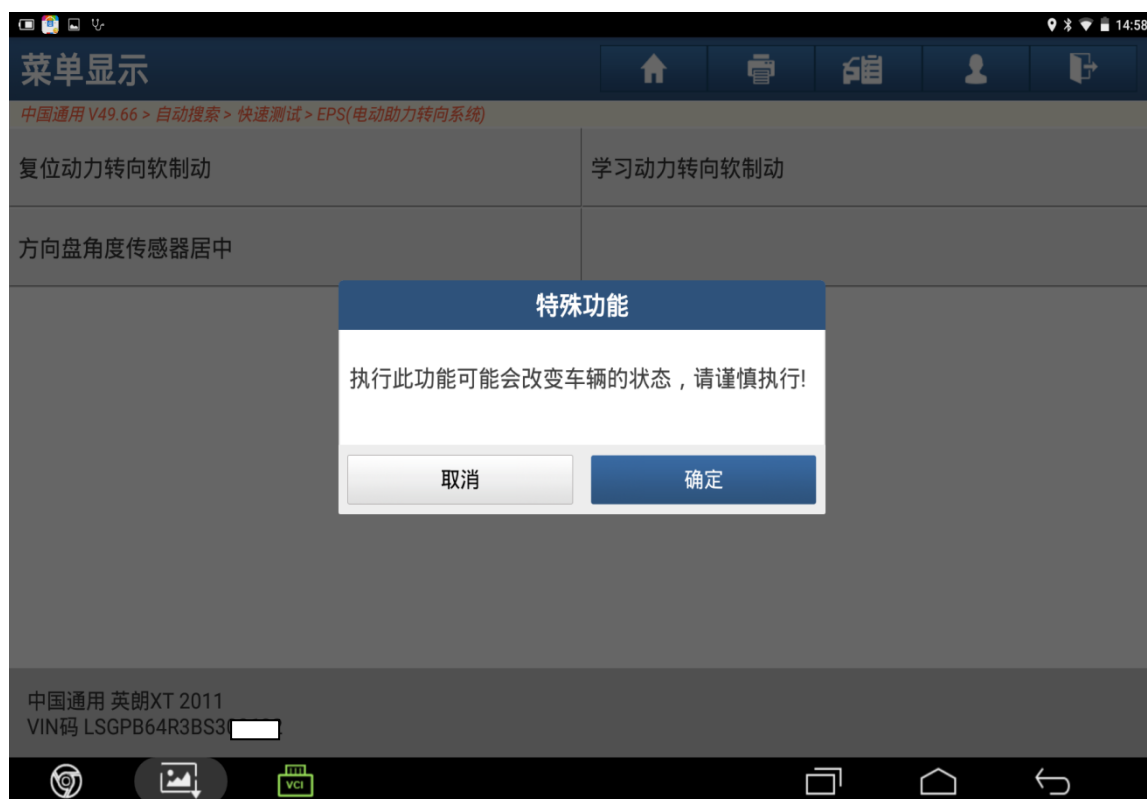 14:58
菜单显示
中国通用 V49.66 > 自动搜索 > 快速测试 > EPS(电动助力转向系统)
复位动力转向软制动
学习动力转向软制动
方向盘角度传感器居中
特殊功能
执行此功能可能会改变车辆的状态，请谨慎执行!
取消
确定
中国通用 英朗XT 2011
VIN码 LSGPB64R3BS3
VCI